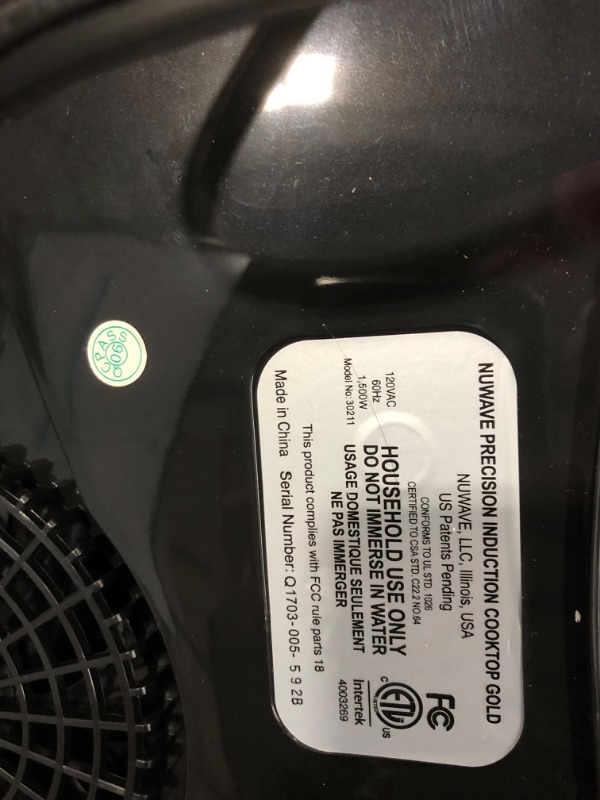 NUWAVE PRECISION INDUCTION COOKTOP GOLD
NUWAVE, LLC, Illinois, USA
US Patents Pending
CONFORMS TO UL STD. 1026
CERTIFIED TO CSA STD. C22.2 NO.64
120VAC
60Hz
1,500W
Model No: 30211
HOUSEHOLD USE ONLY
DO NOT IMMERSE IN WATER
USAGE DOMESTIQUE SEULEMENT
NE PAS IMMERGER
FC
C ETL US
Intertek
4003269
This product complies with FCC rule parts 18
Made in China Serial Number: Q1703-005- 5 9 2B